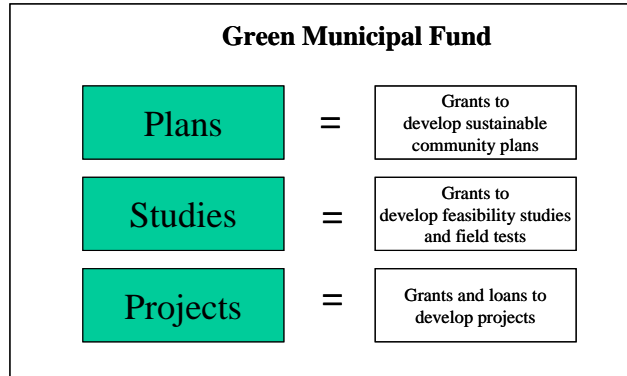 Green Municipal Fund
Plans
=
Grants to
develop sustainable
community plans
Studies
=
Grants to
develop feasibility studies
and field tests
Projects
=
Grants and loans to
develop projects